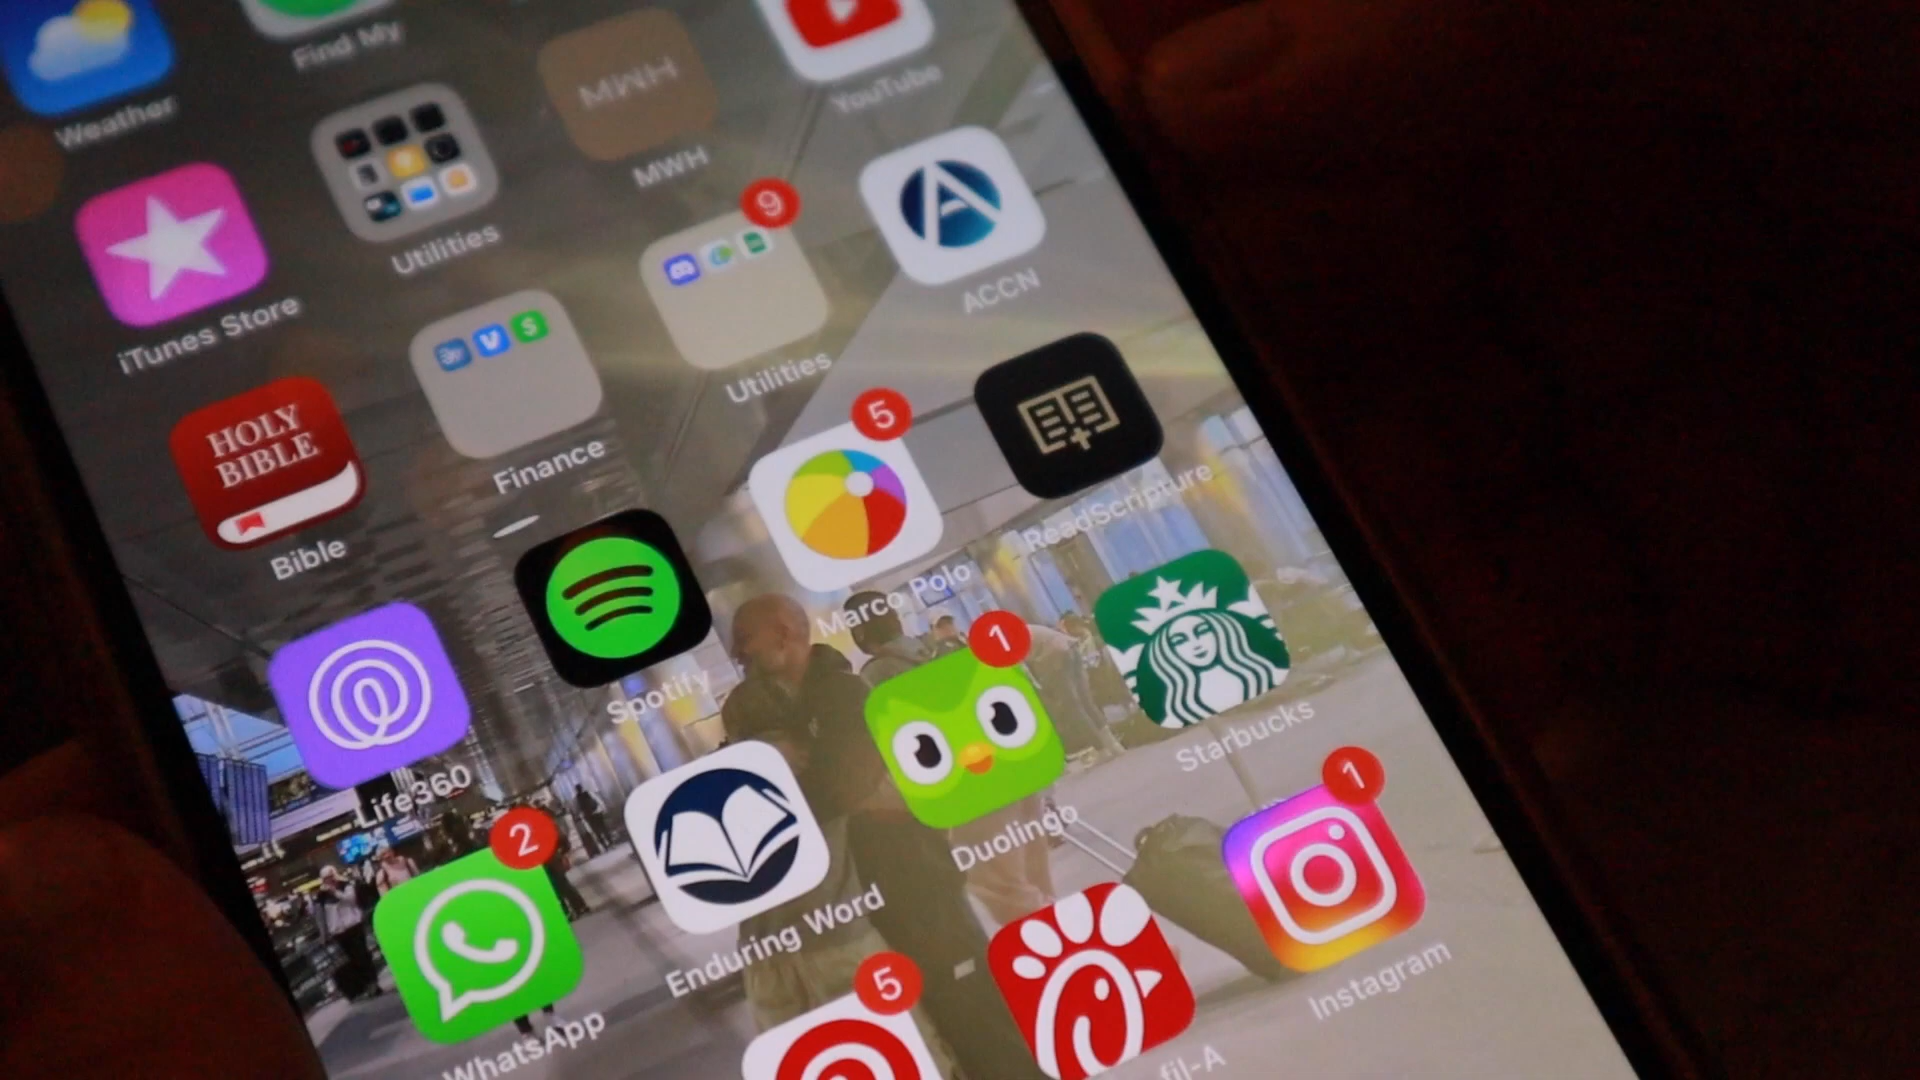 Weather
Find My
MWH
MWH
YouTube
iTunes Store
Utilities
9
Utilities
ACCN
HOLY
BIBLE
Bible
Finance
5
Marco Polo
ReadScripture
Life360
Spotify
1
Duolingo
Starbucks
2
WhatsApp
Enduring Word
5
fil-A
1
Instagram